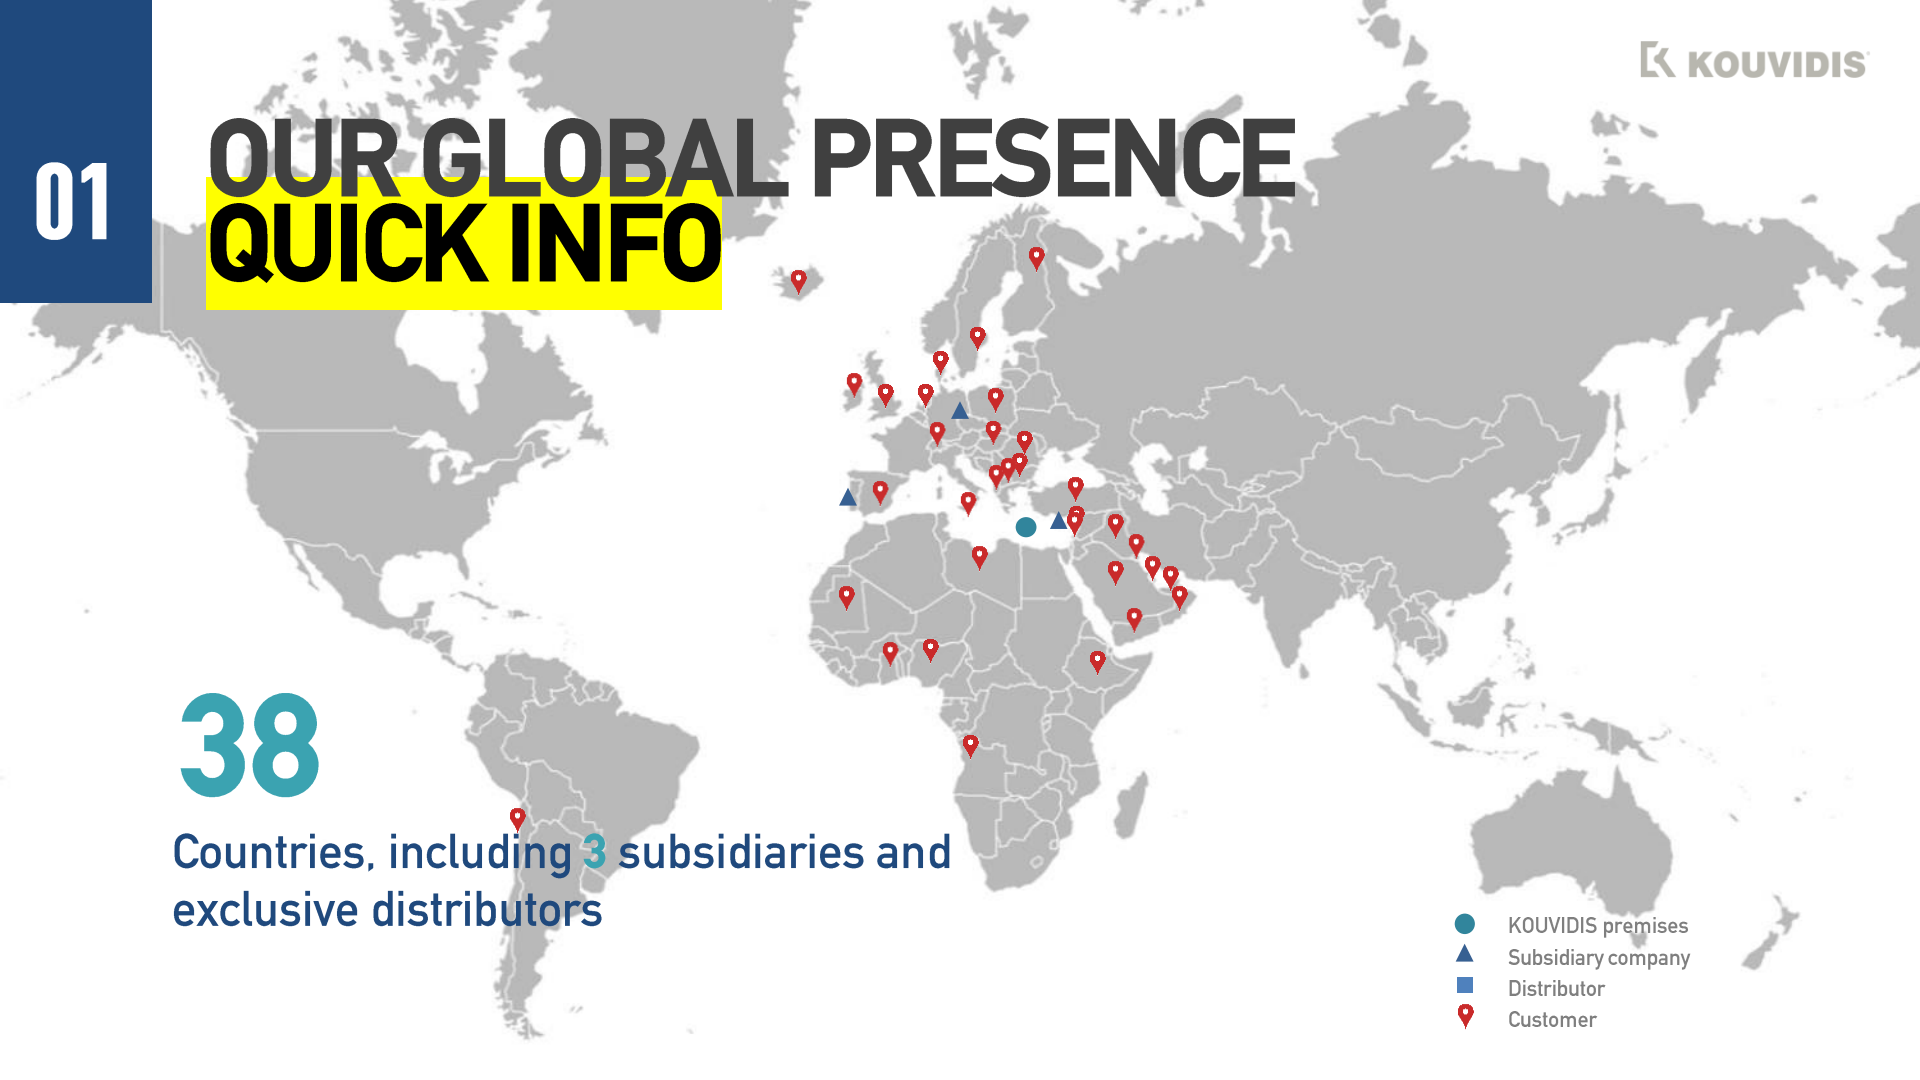 KOUVIDIS
01
OUR GLOBAL PRESENCE
QUICK INFO
38
Countries, including 3 subsidiaries and
exclusive distributors
KOUVIDIS premises
Subsidiary company
Distributor
Customer